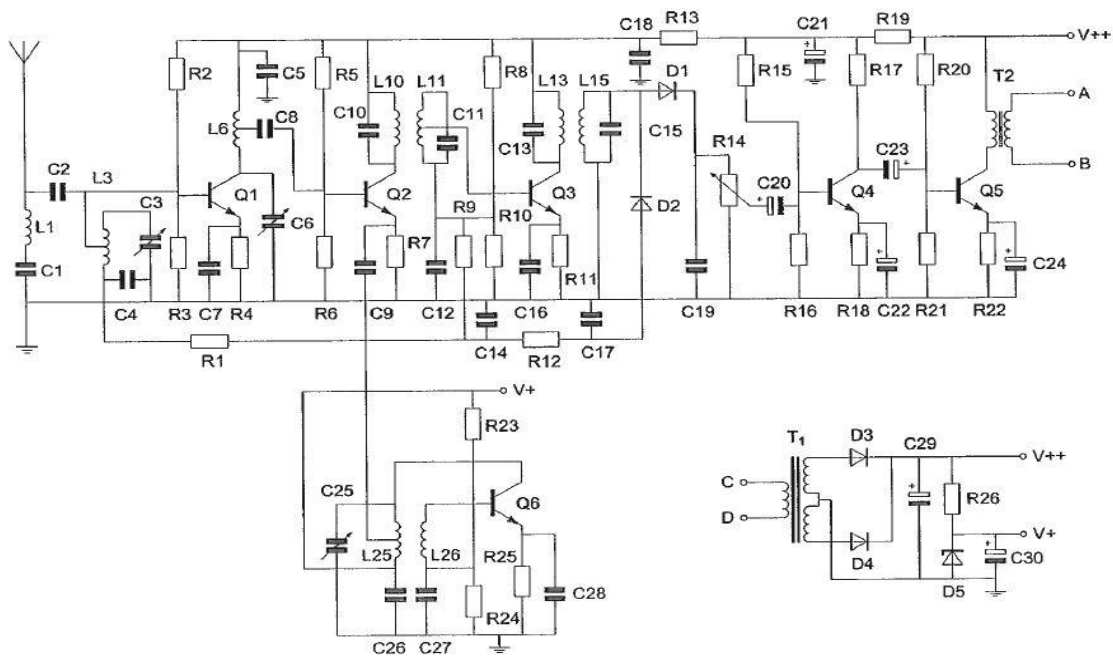 C18 R13 C21 R19
V++
R2 C5 R5 L10 L11 R8 L13 L15 D1 R15 R17 R20 T2
A
C8 C10 C11 C13 C15 R14 C23
L6
B
C2 L3 C3 Q1 Q2 Q3 C20 Q4 Q5
L1 C6 R9 R10 D2
C1 R7 R11 C24
C4 R3 C7 R4 R6 C9 C12 C16 C19 R16 R18 C22 R21 R22
R1 C14 R12 C17
V+
R23
T1 D3 C29
V++
C25 Q6 C R26
D V+
L25 L26 R25 D4 C30
C28 D5
R24
C26 C27